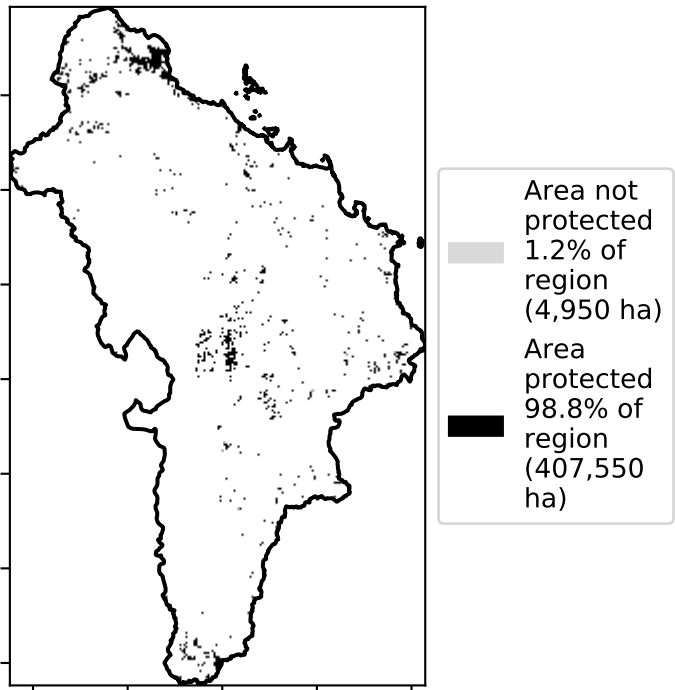 Area not
protected
1.2% of
region
(4,950 ha)
Area
protected
98.8% of
region
(407,550
ha)